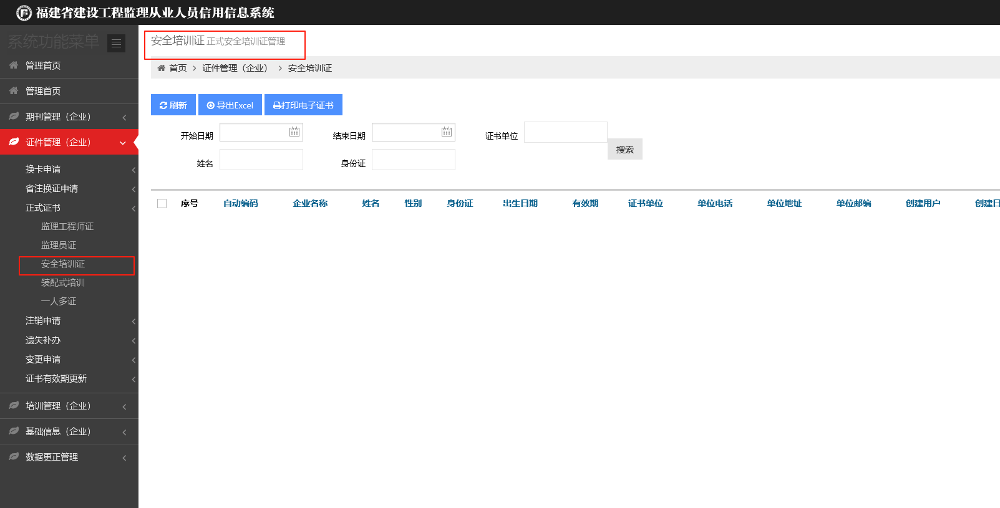 福建省建设工程监理从业人员信用信息系统
系统功能菜单
管理首页
管理首页
期刊管理（企业）
证件管理（企业）
换卡申请
省注换证申请
正式证书
监理工程师证
监理员证
安全培训证
装配式培训
一人多证
注销申请
遗失补办
变更申请
证书有效期更新
培训管理（企业）
基础信息（企业）
数据更正管理
安全培训证 正式安全培训证管理
首页 > 证件管理（企业） > 安全培训证
刷新 导出Excel 打印电子证书
开始日期 结束日期 证书单位
搜索
姓名 身份证
序号 自动编码 企业名称 姓名 性别 身份证 出生日期 有效期 证书单位 单位电话 单位地址 单位邮编 创建用户 创建日